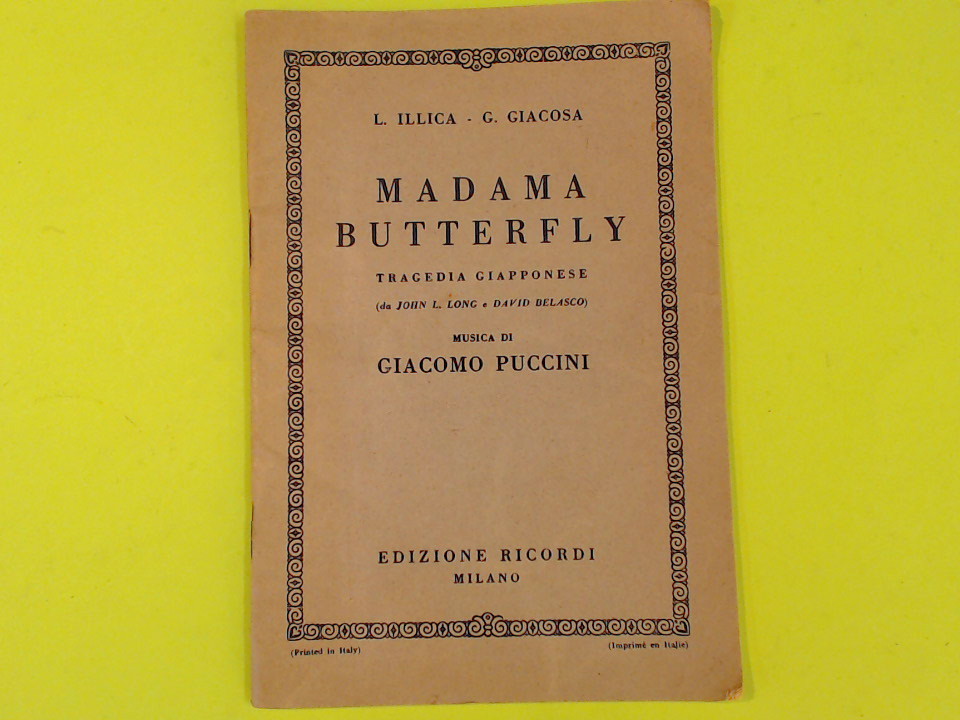 L. ILLICA - G. GIACOSA
MADAMA
BUTTERFLY
TRAGEDIA GIAPPONESE
(da JOHN L. LONG e DAVID BELASCO)
MUSICA DI
GIACOMO PUCCINI
EDIZIONE RICORDI
MILANO
(Printed in Italy)
(Imprimé en Italie)